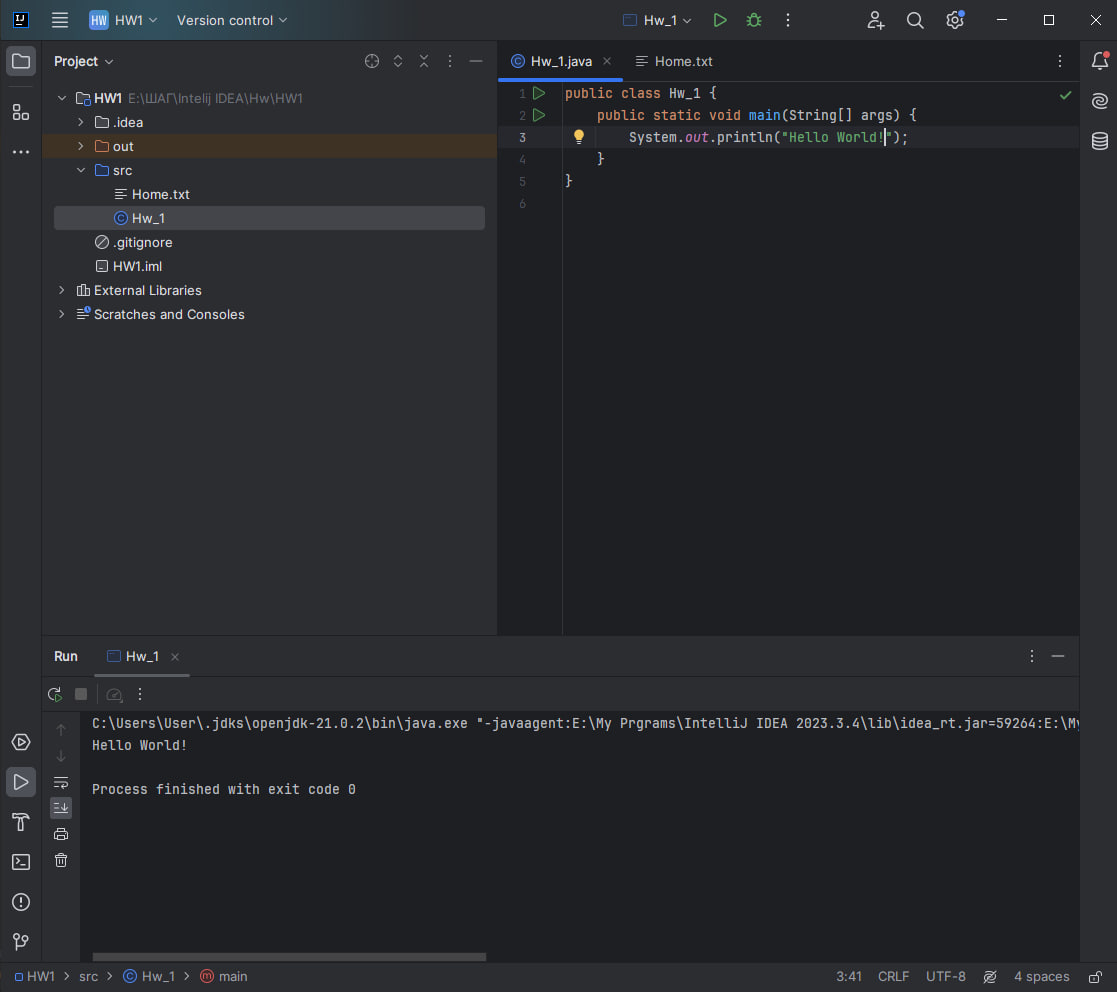 HW HW1 Version control Hw_1
Project
Hw_1.java Home.txt
HW1 E:\ШАГ\Intelij IDEA\Hw\HW1
.idea
out
src
Home.txt
Hw_1
.gitignore
HW1.iml
External Libraries
Scratches and Consoles
1 public class Hw_1 {
2 public static void main(String[] args) {
3 System.out.println("Hello World!");
4 }
5 }
6
Run Hw_1
C:\Users\User\.jdks\openjdk-21.0.2\bin\java.exe "-javaagent:E:\My Prgrams\IntelliJ IDEA 2023.3.4\lib\idea_rt.jar=59264:E:\My
Hello World!
Process finished with exit code 0
HW1 > src > Hw_1 > main 3:41 CRLF UTF-8 4 spaces